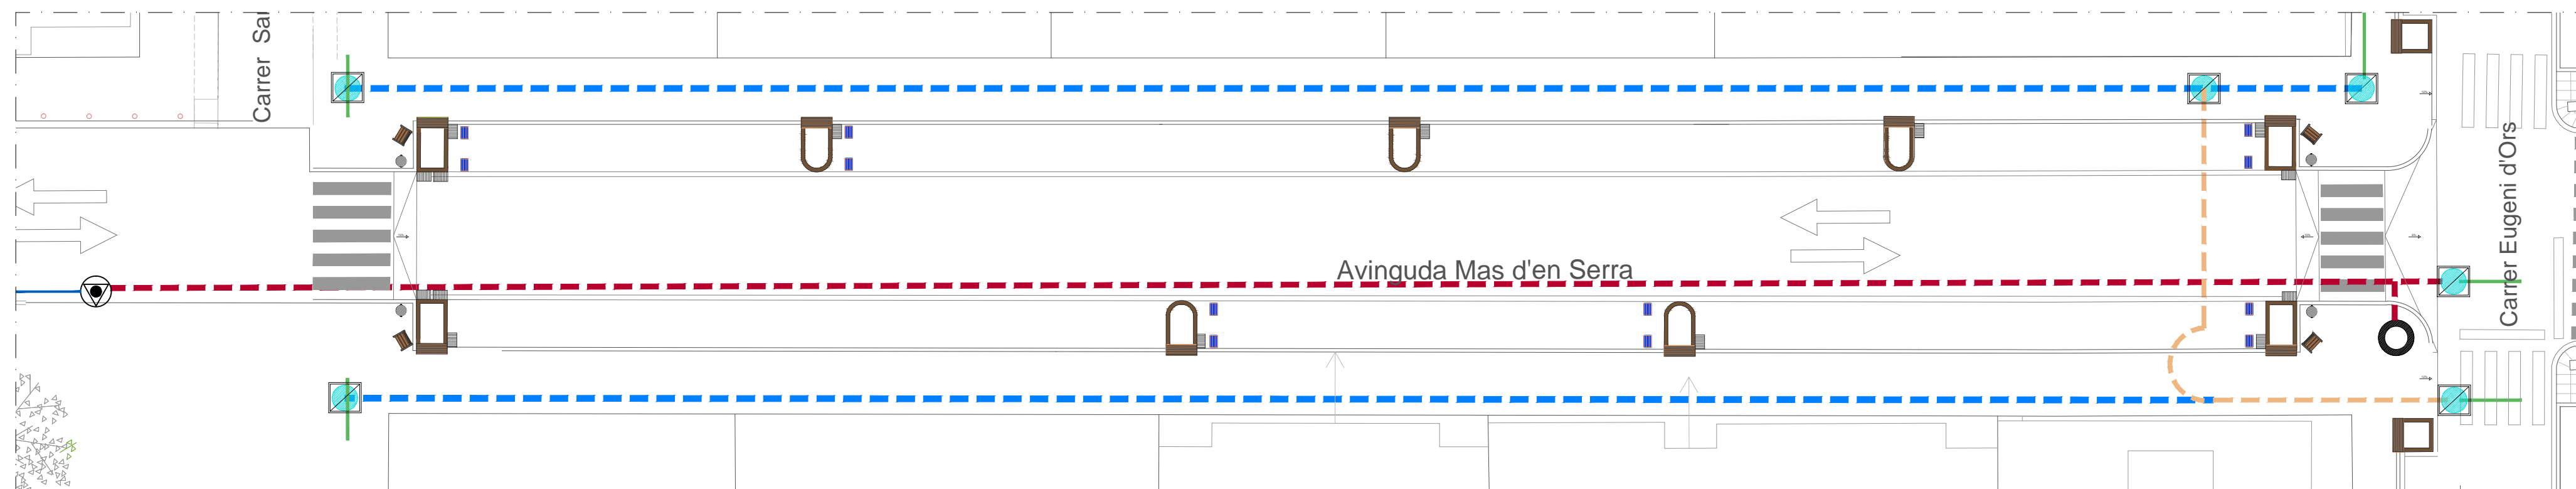 Carrer Sa
Avinguda Mas d'en Serra
Carrer Eugeni d'Ors